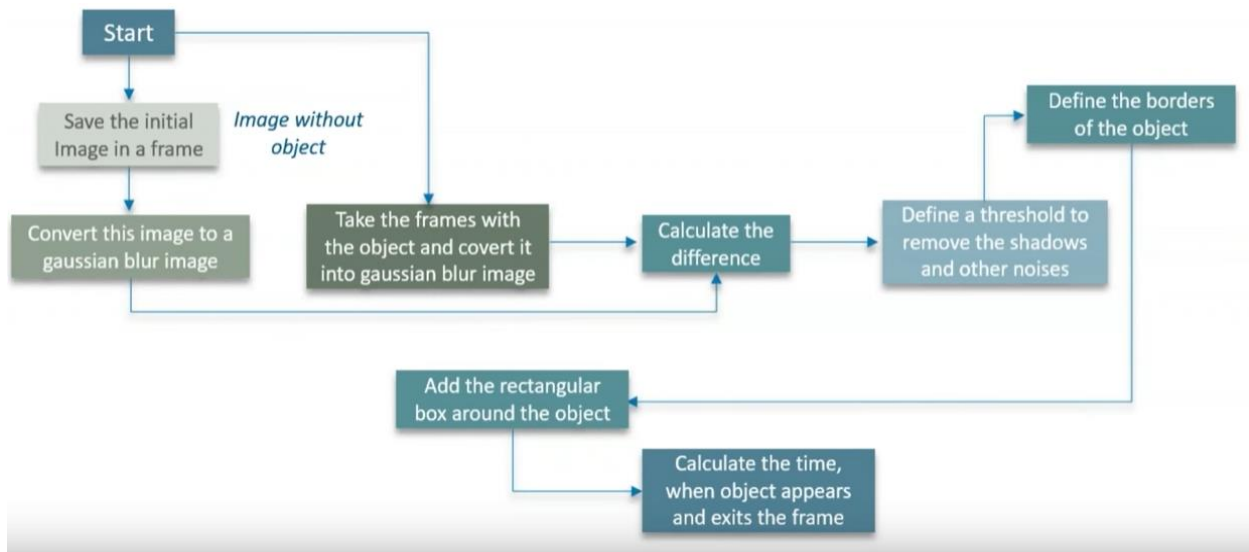 Start
Save the initial
Image in a frame
Image without
object
Convert this image to a
gaussian blur image
Take the frames with
the object and covert it
into gaussian blur image
Calculate the
difference
Define a threshold to
remove the shadows
and other noises
Define the borders
of the object
Add the rectangular
box around the object
Calculate the time,
when object appears
and exits the frame